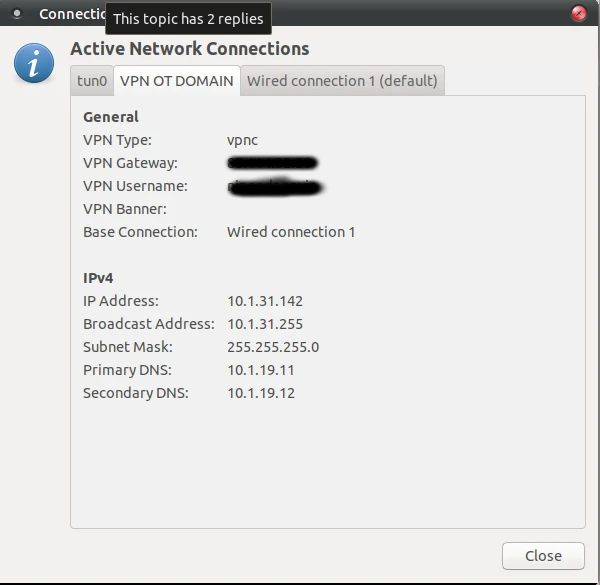 Connectio
This topic has 2 replies
Active Network Connections
tun0 VPN OT DOMAIN Wired connection 1 (default)
General
VPN Type: vpnc
VPN Gateway:
VPN Username:
VPN Banner:
Base Connection: Wired connection 1
IPv4
IP Address: 10.1.31.142
Broadcast Address: 10.1.31.255
Subnet Mask: 255.255.255.0
Primary DNS: 10.1.19.11
Secondary DNS: 10.1.19.12
Close